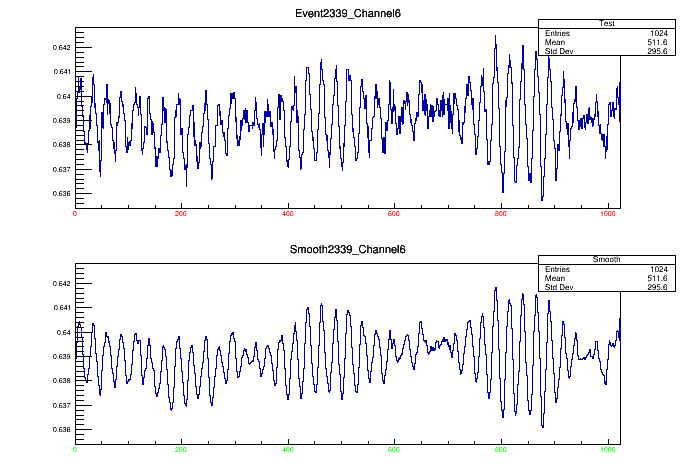 Event2339_Channel6
Test
Entries 1024
Mean 511.6
Std Dev 295.6
0.642
0.641
0.64
0.639
0.638
0.637
0.636
0 200 400 600 800 1000
Smooth2339_Channel6
Smooth
Entries 1024
Mean 511.6
Std Dev 295.6
0.642
0.641
0.64
0.639
0.638
0.637
0.636
0 200 400 600 800 1000